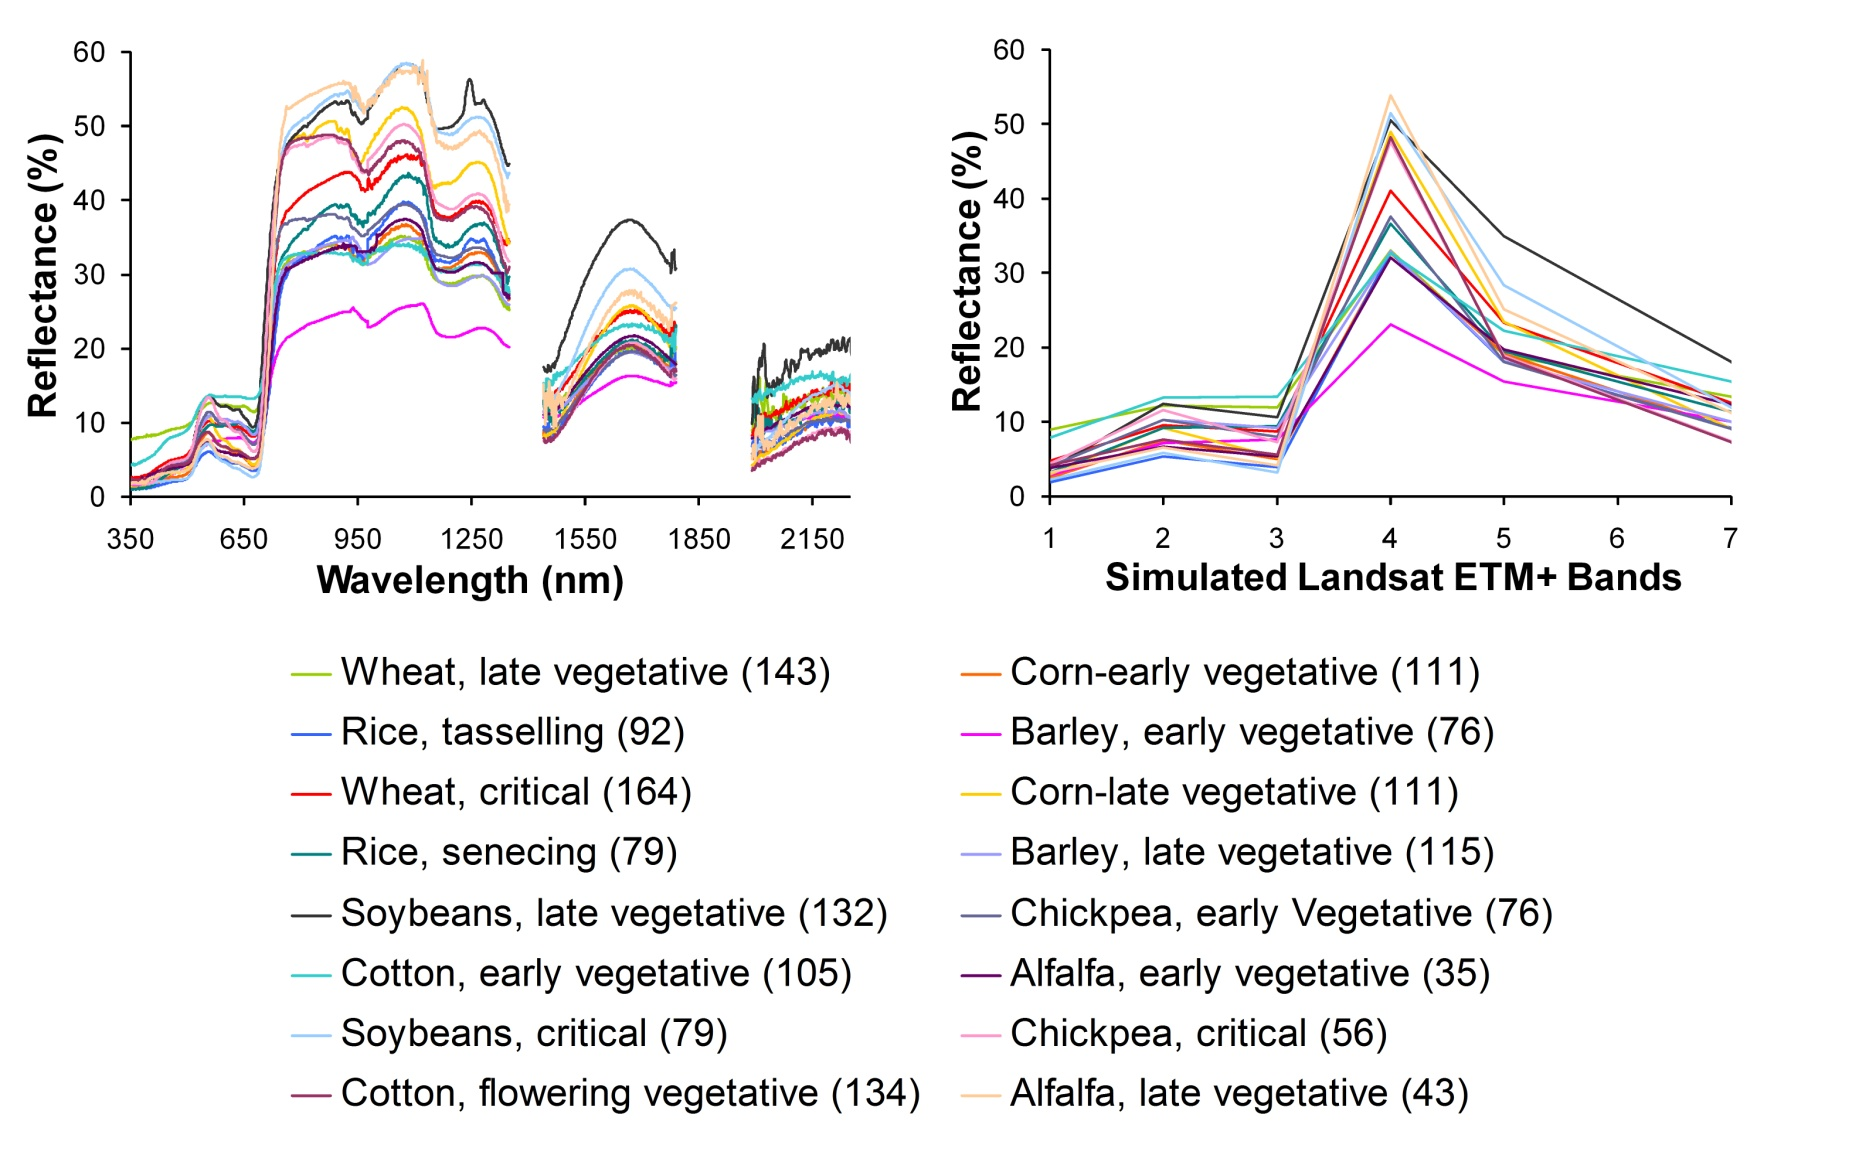 60
50
40
30
20
10
0
Reflectance (%)
350 650 950 1250 1550 1850 2150
Wavelength (nm)
60
50
40
30
20
10
0
Reflectance (%)
1 2 3 4 5 6 7
Simulated Landsat ETM+ Bands
Wheat, late vegetative (143)
Rice, tasselling (92)
Wheat, critical (164)
Rice, senecing (79)
Soybeans, late vegetative (132)
Cotton, early vegetative (105)
Soybeans, critical (79)
Cotton, flowering vegetative (134)
Corn-early vegetative (111)
Barley, early vegetative (76)
Corn-late vegetative (111)
Barley, late vegetative (115)
Chickpea, early Vegetative (76)
Alfalfa, early vegetative (35)
Chickpea, critical (56)
Alfalfa, late vegetative (43)